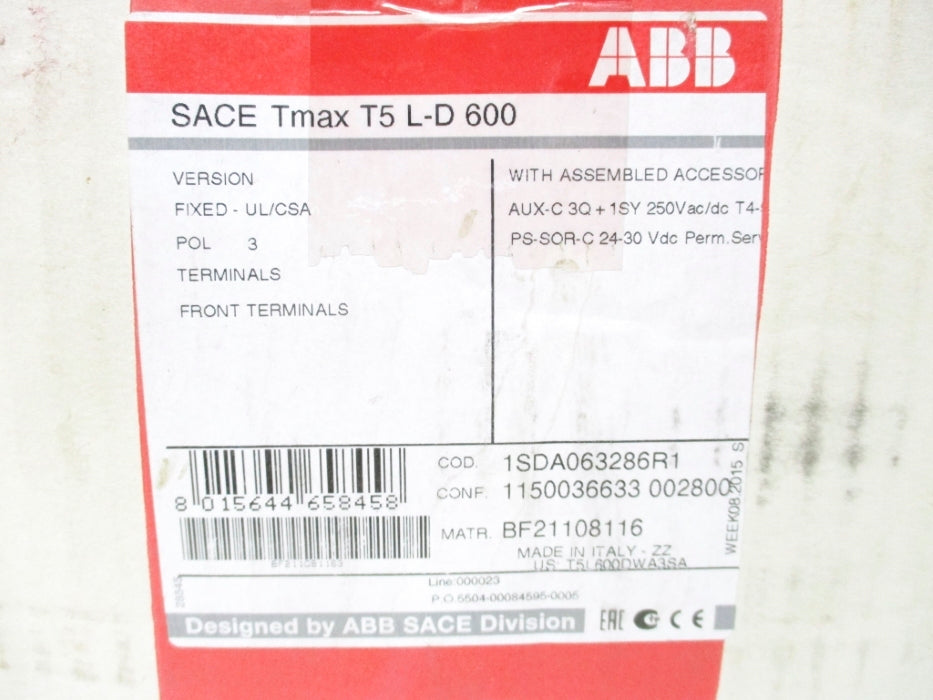 ABB
SACE Tmax T5 L-D 600
VERSION
FIXED - UL/CSA
POL 3
TERMINALS
FRONT TERMINALS
WITH ASSEMBLED ACCESSOR
AUX-C 3Q + 1SY 250Vac/dc T4-
PS-SOR-C 24-30 Vdc Perm.Serv
8 015644 658458
COD. 1SDA063286R1
CONF. 1150036633 002800
MATR. BF21108116
MADE IN ITALY - ZZ
US: T5L600DWA3SA
WEEK08 2015 S
Line:000023
P.O.5504-00084595-0005
Designed by ABB SACE Division
EAC
CE